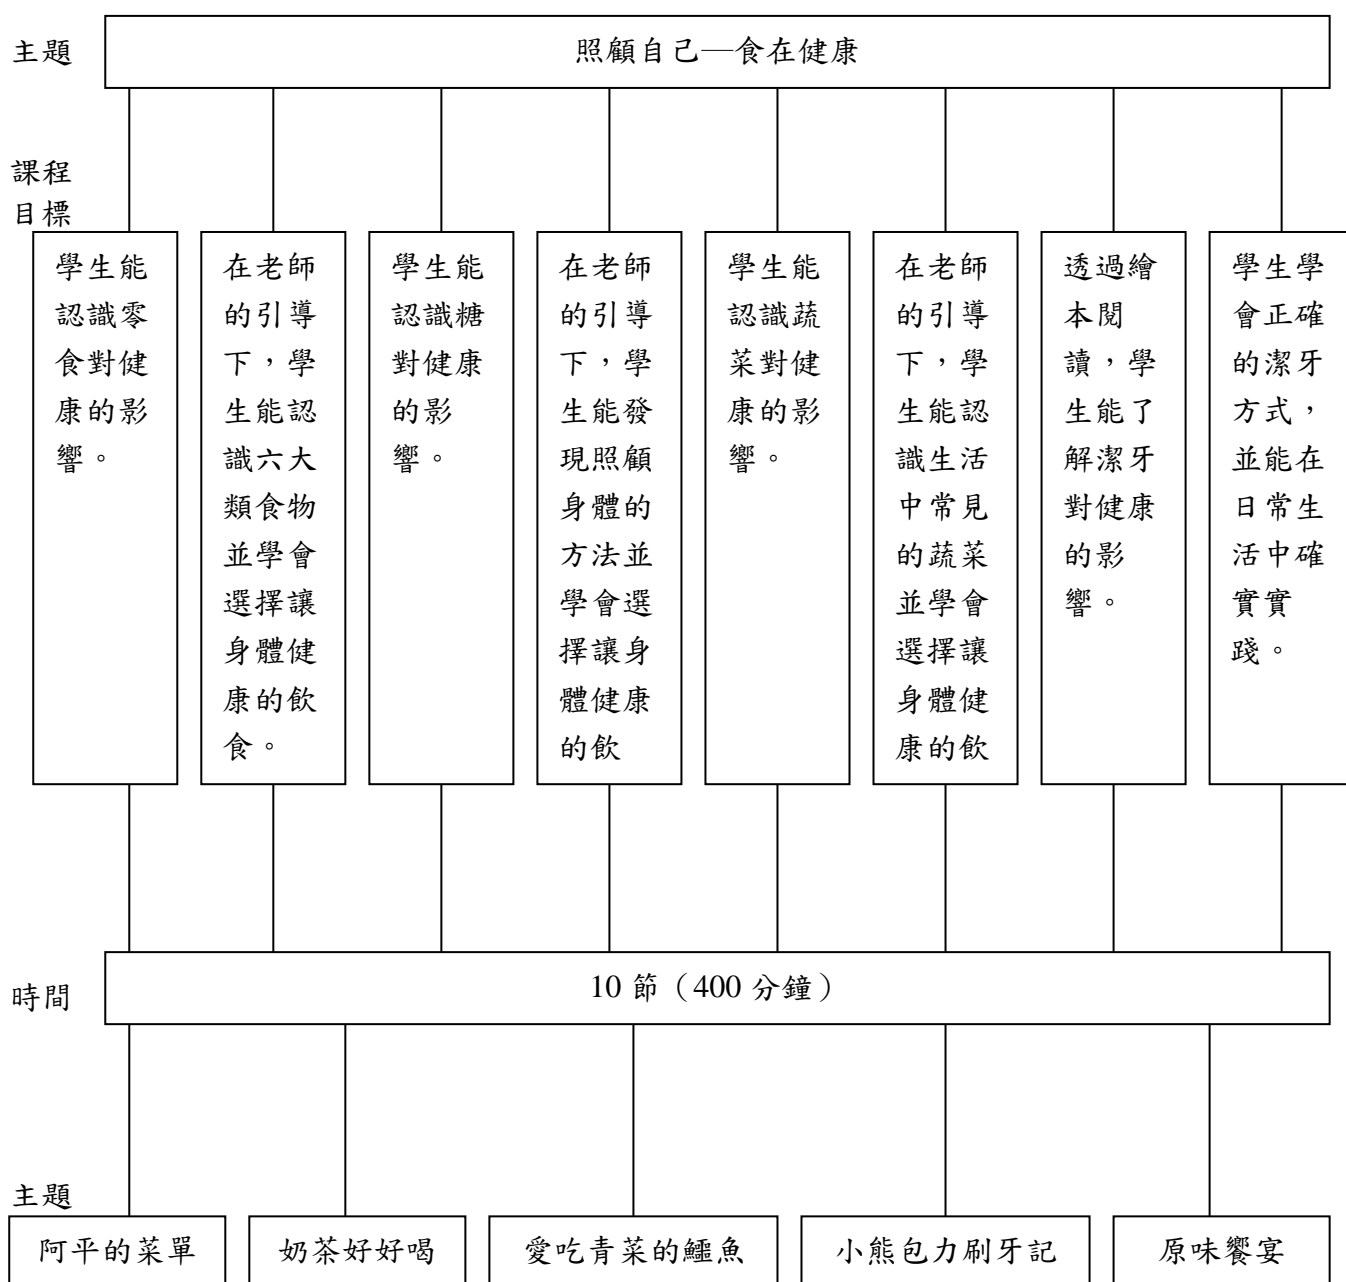 主題
照顧自己—食在健康
課程
目標
學生能
認識零
食對健
康的影
響。
在老師
的引導
下，學
生能認
識六大
類食物
並學會
選擇讓
身體健
康的飲
食。
學生能
認識糖
對健康
的影
響。
在老師
的引導
下，學
生能發
現照顧
身體的
方法並
學會選
擇讓身
體健康
的飲
學生能
認識蔬
菜對健
康的影
響。
在老師
的引導
下，學
生能認
識生活
中常見
的蔬菜
並學會
選擇讓
身體健
康的飲
透過繪
本閱
讀，學
生能了
解潔牙
對健康
的影
響。
學生學
會正確
的潔牙
方式，
並能在
日常生
活中確
實實
踐。
時間
10 節（400 分鐘）
主題
阿平的菜單
奶茶好好喝
愛吃青菜的鱷魚
小熊包力刷牙記
原味饗宴